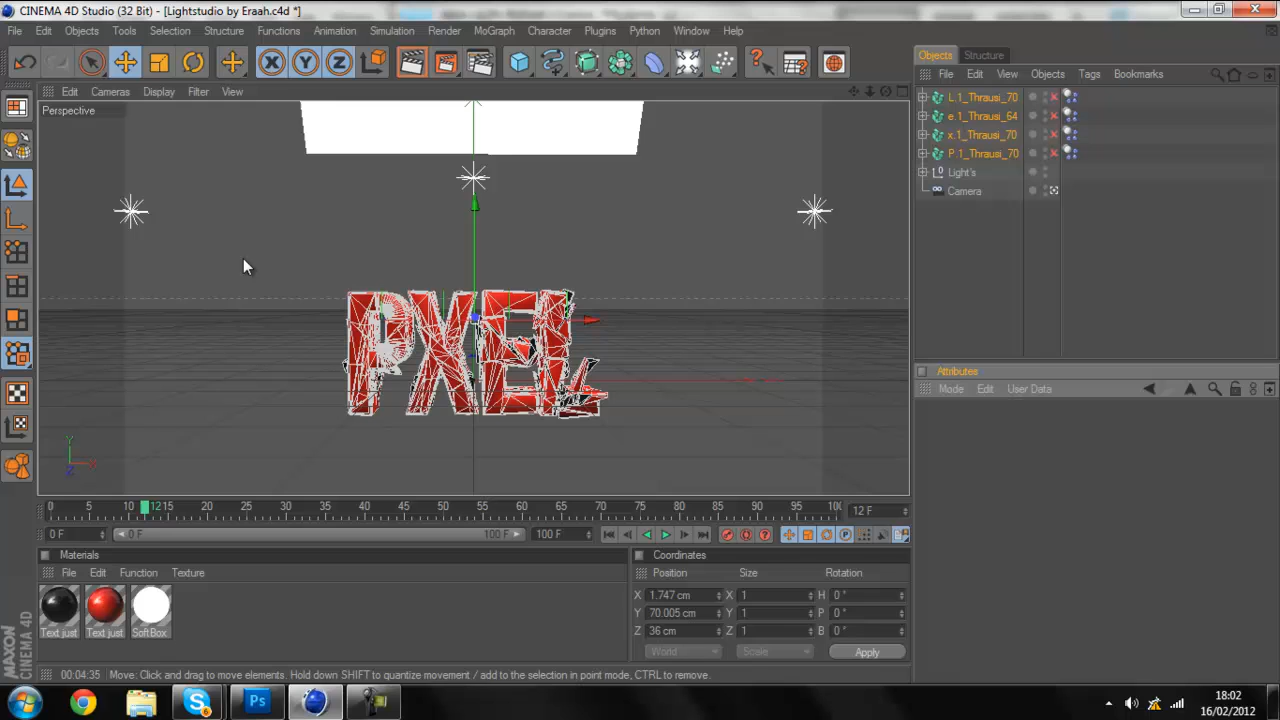 CINEMA 4D Studio (32 Bit) - [Lightstudio by Eraah.c4d *]
File Edit Objects Tools Selection Structure Functions Animation Simulation Render MoGraph Character Plugins Python Window Help
X Y Z
Objects Structure
File Edit View Objects Tags Bookmarks
Edit Cameras Display Filter View
Perspective
L.1_Thrausi_70
e.1_Thrausi_64
x.1_Thrausi_70
P.1_Thrausi_70
Light's
Camera
PXEL
Y
X
Z
Attributes
Mode Edit User Data
0 5 10 12 15 20 25 30 35 40 45 50 55 60 65 70 75 80 85 90 95 100 12 F
0 F 0 F 100 F 100 F P
Materials
File Edit Function Texture
Text just Text just Soft Box
Coordinates
Position Size Rotation
X 1.747 cm X 1 H 0 °
Y 70.005 cm Y 1 P 0 °
Z 36 cm Z 1 B 0 °
World Scale Apply
MAXON
CINEMA 4D
00:04:35 Move: Click and drag to move elements. Hold down SHIFT to quantize movement / add to the selection in point mode, CTRL to remove.
S 6 Ps
18:02
16/02/2012